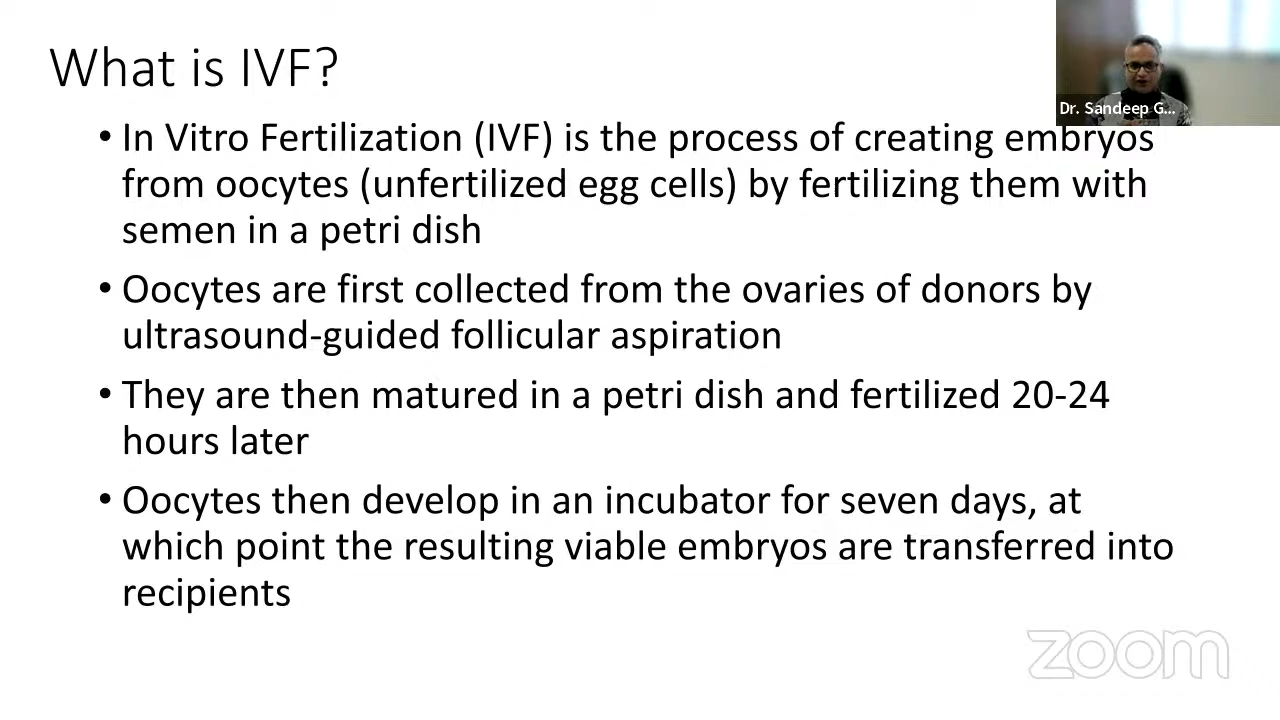 What is IVF?
Dr. Sandeep G...
• In Vitro Fertilization (IVF) is the process of creating embryos
from oocytes (unfertilized egg cells) by fertilizing them with
semen in a petri dish
• Oocytes are first collected from the ovaries of donors by
ultrasound-guided follicular aspiration
• They are then matured in a petri dish and fertilized 20-24
hours later
• Oocytes then develop in an incubator for seven days, at
which point the resulting viable embryos are transferred into
recipients
zoom